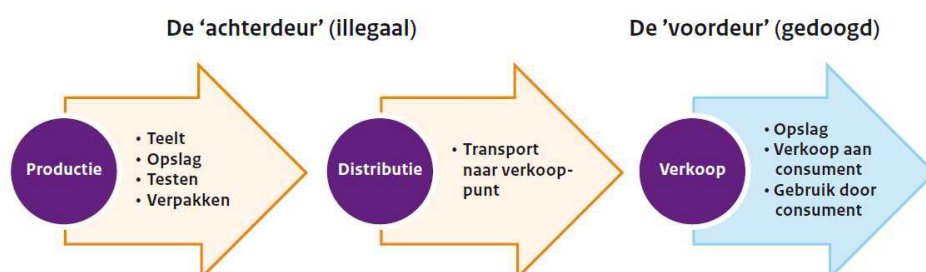 De ‘achterdeur’ (illegaal)
De ’voordeur’ (gedoogd)
Productie
• Teelt
• Opslag
• Testen
• Verpakken
Distributie
• Transport
naar verkoop-
punt
Verkoop
• Opslag
• Verkoop aan
consument
• Gebruik door
consument